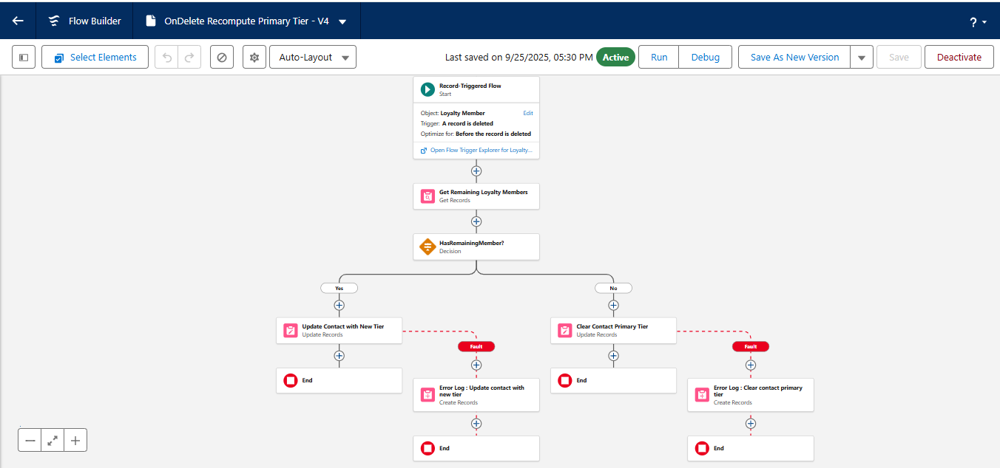 Flow Builder
OnDelete Recompute Primary Tier - V4
?
Select Elements
Auto-Layout
Last saved on 9/25/2025, 05:30 PM
Active
Run
Debug
Save As New Version
Save
Deactivate
Record-Triggered Flow
Start
Object: Loyalty Member
Edit
Trigger: A record is deleted
Optimize for: Before the record is deleted
Open Flow Trigger Explorer for Loyalty...
Get Remaining Loyalty Members
Get Records
HasRemainingMember?
Decision
Yes
No
Update Contact with New Tier
Update Records
Clear Contact Primary Tier
Update Records
Fault
Fault
End
End
Error Log : Update contact with
new tier
Create Records
Error Log : Clear contact primary
tier
Create Records
End
End